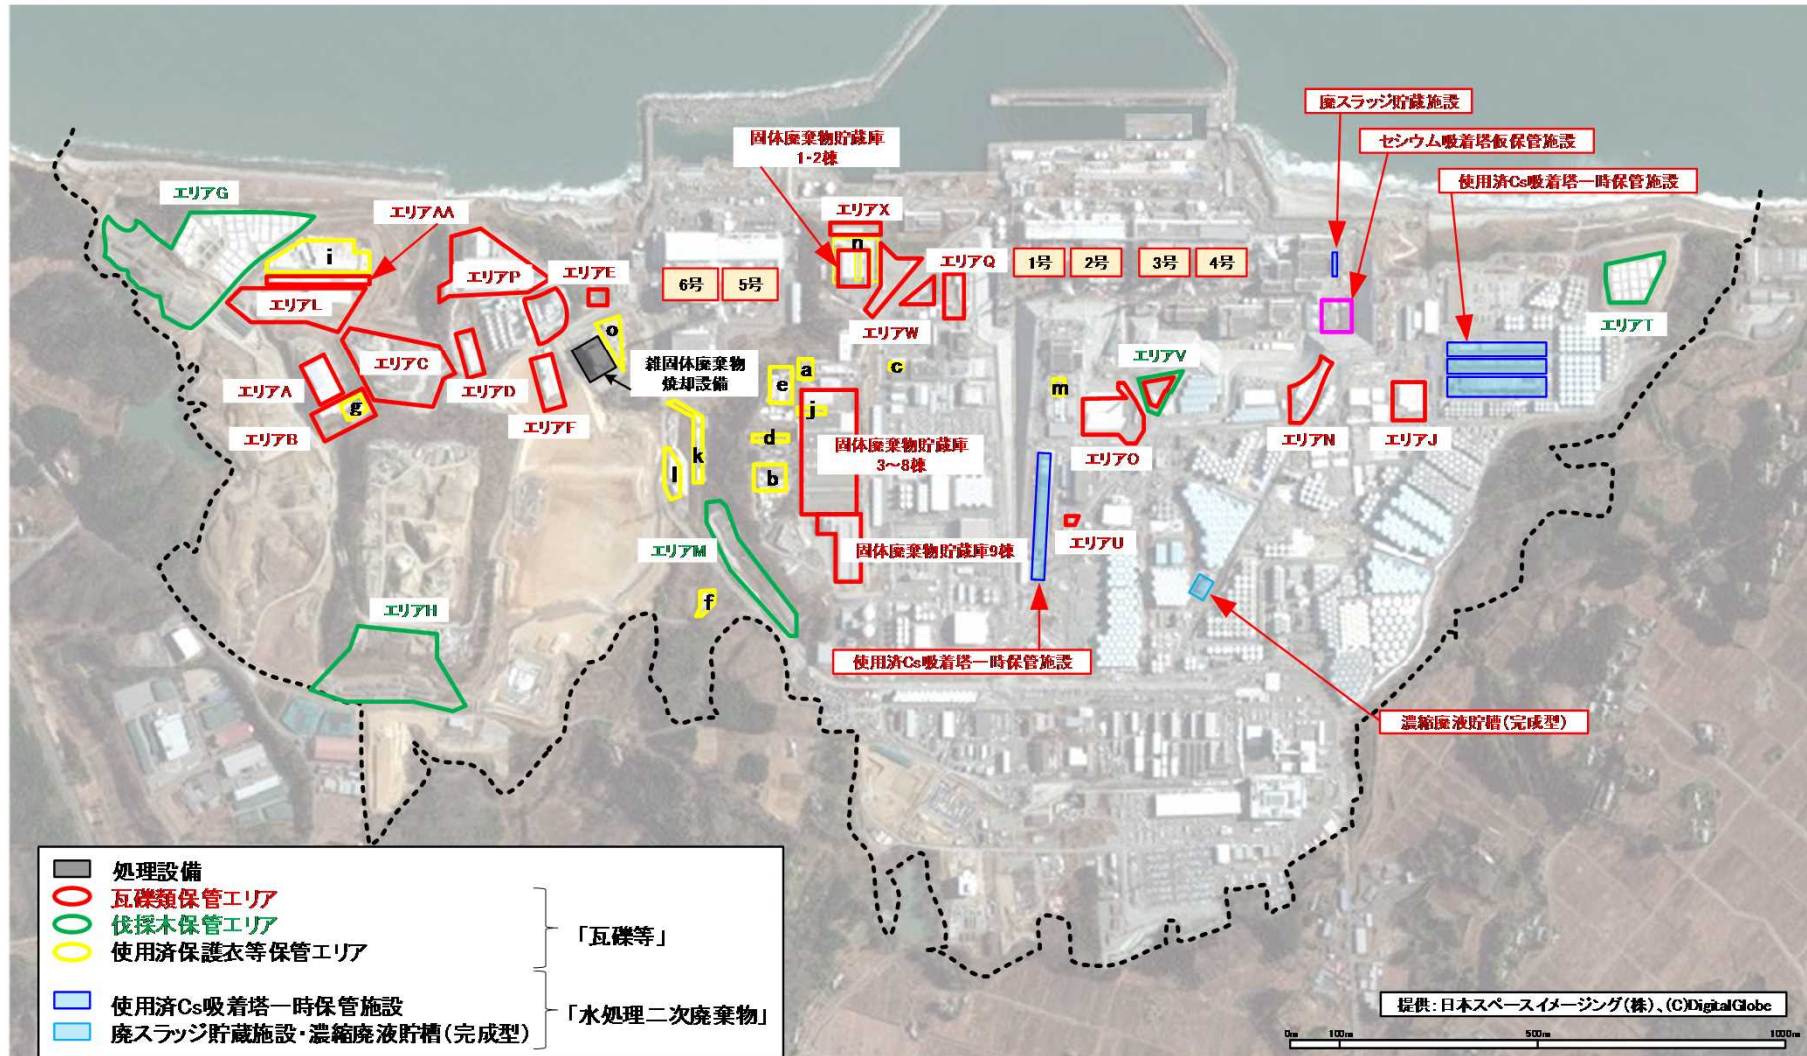 廃スラッジ貯蔵施設
セシウム吸着塔仮保管施設
使用済Cs吸着塔一時保管施設
固体廃棄物貯蔵庫
1・2棟
エリアG
エリアAA
エリアX
i
n
エリアP
エリアE
エリアQ
1号
2号
3号
4号
6号
5号
エリアL
エリアW
エリアT
o
エリアC
雑固体廃棄物
焼却設備
a
c
エリアV
e
m
エリアA
エリアD
g
j
エリアB
エリアF
d
k
固体廃棄物貯蔵庫
3～8棟
エリアO
エリアN
エリアJ
l
b
エリアM
固体廃棄物貯蔵庫9棟
エリアU
f
エリアH
使用済Cs吸着塔一時保管施設
濃縮廃液貯槽(完成型)
処理設備
瓦礫類保管エリア
伐採木保管エリア
使用済保護衣等保管エリア
「瓦礫等」
使用済Cs吸着塔一時保管施設
廃スラッジ貯蔵施設・濃縮廃液貯槽(完成型)
「水処理二次廃棄物」
提供：日本スペースイメージング(株)、(C)DigitalGlobe
0m 100m 500m 1000m